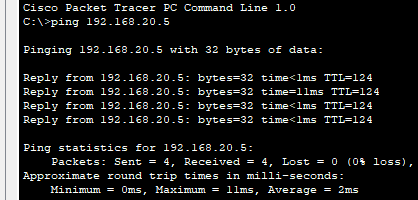 Cisco Packet Tracer PC Command Line 1.0
C:\>ping 192.168.20.5
Pinging 192.168.20.5 with 32 bytes of data:
Reply from 192.168.20.5: bytes=32 time<1ms TTL=124
Reply from 192.168.20.5: bytes=32 time=11ms TTL=124
Reply from 192.168.20.5: bytes=32 time<1ms TTL=124
Reply from 192.168.20.5: bytes=32 time<1ms TTL=124
Ping statistics for 192.168.20.5:
Packets: Sent = 4, Received = 4, Lost = 0 (0% loss),
Approximate round trip times in milli-seconds:
Minimum = 0ms, Maximum = 11ms, Average = 2ms